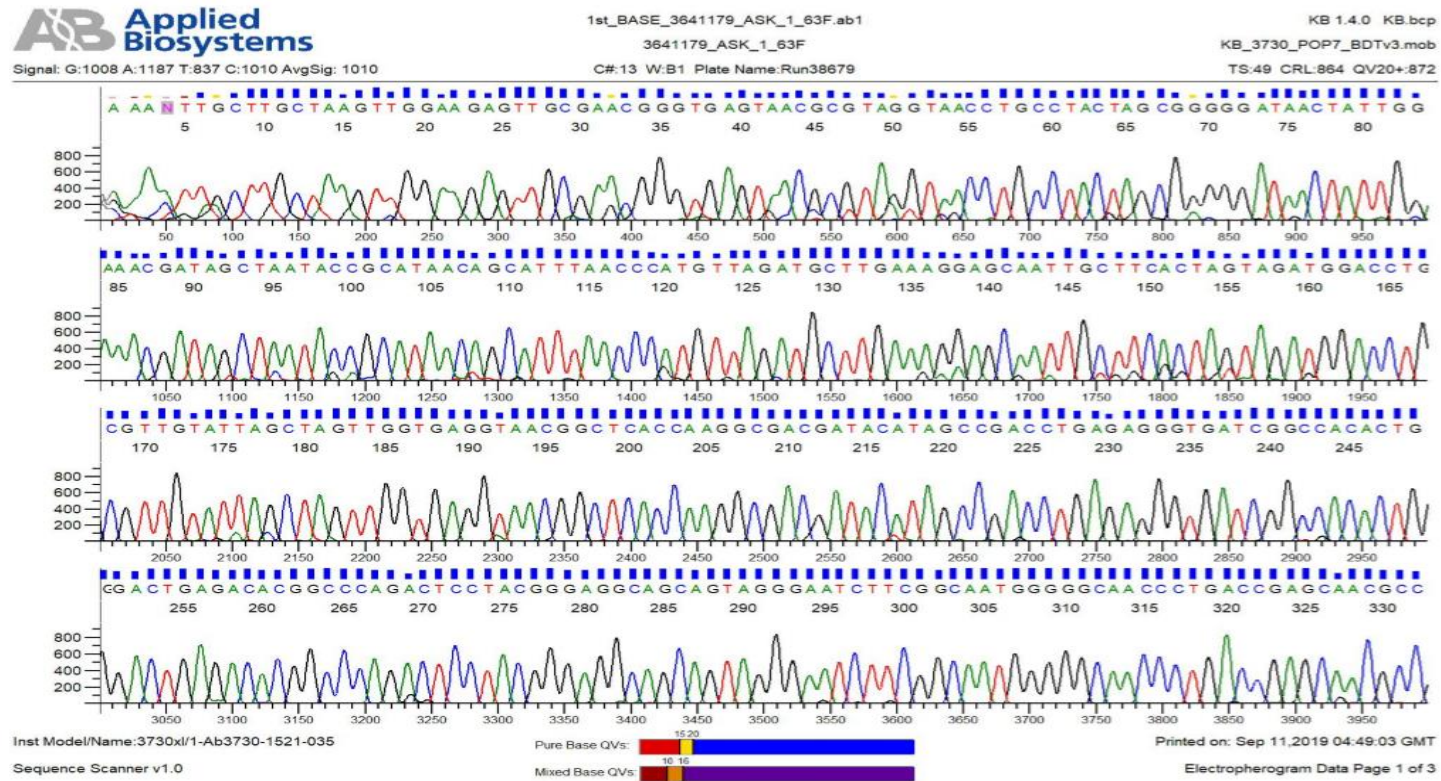 AB Applied Biosystems
1st_BASE_3641179_ASK_1_63F.ab1
KB 1.4.0 KB.bcp
3641179_ASK_1_63F
KB_3730_POP7_BDTv3.mob
Signal: G:1008 A:1187 T:837 C:1010 AvgSig: 1010
C#:13 W:B1 Plate Name:Run38679
TS:49 CRL:864 QV20+:872
A AANTTGCTTGCTAAGTTGGAAGAGTTGCGAACGGGTGAGTAACGCGTAGGTAACCTGCCTACTAGCGGGGGATAACTATTGG
5 10 15 20 25 30 35 40 45 50 55 60 65 70 75 80
800
600
400
200
50 100 150 200 250 300 350 400 450 500 550 600 650 700 750 800 850 900 950
AAACGATAGCTAATACCGCATAACAGCATTTAACCCATGTTAGATGCTTGAAAGGAGCAATTGCTTCACTAGTAGATGGACCTG
85 90 95 100 105 110 115 120 125 130 135 140 145 150 155 160 165
800
600
400
200
1050 1100 1150 1200 1250 1300 1350 1400 1450 1500 1550 1600 1650 1700 1750 1800 1850 1900 1950
CGTTGTATTAGCTAGTTGGTGAGGTAACGGCTCACCAAGGCGACGATACATAGCCGACCTGAGAGGGTGATCGGCCACACTG
170 175 180 185 190 195 200 205 210 215 220 225 230 235 240 245
800
600
400
200
2050 2100 2150 2200 2250 2300 2350 2400 2450 2500 2550 2600 2650 2700 2750 2800 2850 2900 2950
GGACTGAGACACGGCCCAGACTCCTACGGGAGGCAGCAGTAGGGAATCTTCGGCAATGGGGGCAACCCTGACCGAGCAACGCC
255 260 265 270 275 280 285 290 295 300 305 310 315 320 325 330
800
600
400
200
3050 3100 3150 3200 3250 3300 3350 3400 3450 3500 3550 3600 3650 3700 3750 3800 3850 3900 3950
Inst Model/Name:3730xl/1-Ab3730-1521-035
Pure Base QVs:
15 20
Printed on: Sep 11,2019 04:49:03 GMT
Sequence Scanner v1.0
Mixed Base QVs:
10 16
Electropherogram Data Page 1 of 3